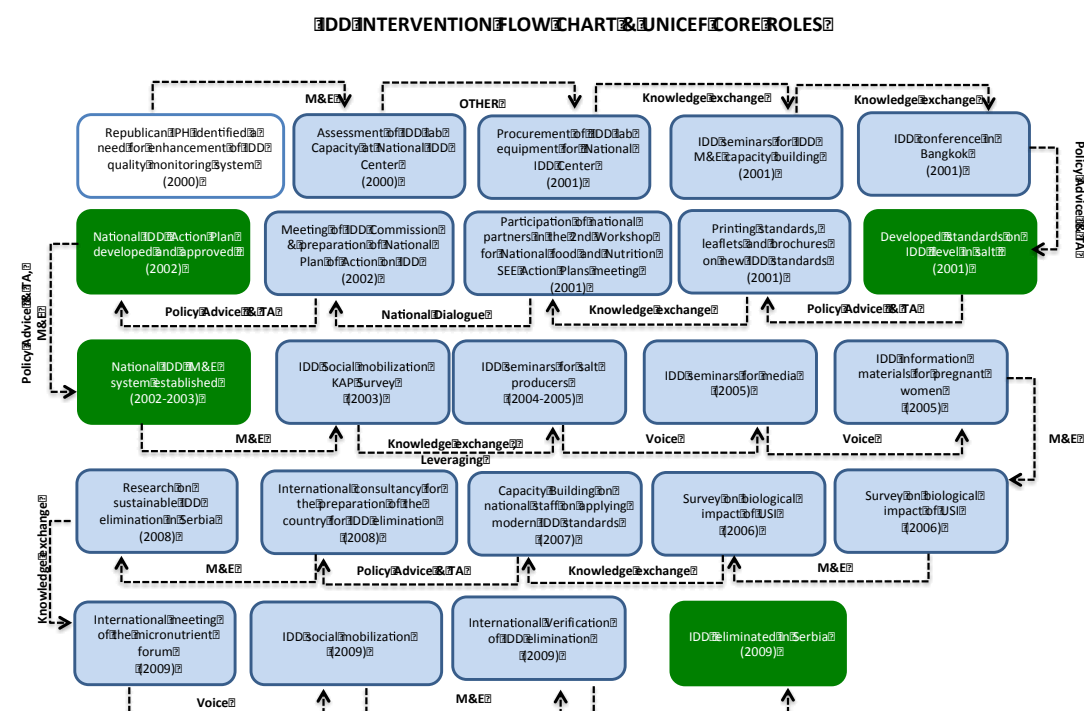 IDD INTERVENTION FLOW CHART & UNICEF CORE ROLES
M&E
OTHER
Knowledge exchange
Knowledge exchange
Republican IPH identified a
need for enhancement of IDD
quality monitoring system
(2000)
Assessment of IDD lab
Capacity at National IDD
Center
(2000)
Procurement of IDD lab
equipment for National
IDD Center
(2001)
IDD seminars for IDD
M&E capacity building
(2001)
IDD conference in
Bangkok
(2001)
Policy Advice & TA
National IDD Action Plan
developed and approved
(2002)
Meeting of IDD Commission
& preparation of National
Plan of Action on IDD
(2002)
Participation of national
partners in the 2nd Workshop
for National food and Nutrition
SEE Action Plans meeting
(2001)
Printing standards,
leaflets and brochures
on new IDD standards
(2001)
Developed standards on
IDD level in salt
(2001)
Policy Advice & TA
National Dialogue
Knowledge exchange
Policy Advice & TA
Policy Advice & TA,
M&E
National IDD M&E
system established
(2002-2003)
IDD Social mobilization
KAP Survey
(2003)
IDD seminars for salt
producers
(2004-2005)
IDD seminars for media
(2005)
IDD information
materials for pregnant
women
(2005)
M&E
Knowledge exchange,
Leveraging
Voice
Voice
M&E
Research on
sustainable IDD
elimination in Serbia
(2008)
International consultancy for
the preparation of the
country for IDD elimination
(2008)
Capacity Building on
national staff on applying
modern IDD standards
(2007)
Survey on biological
impact of USI
(2006)
Survey on biological
impact of USI
(2006)
M&E
Policy Advice & TA
Knowledge exchange
M&E
Knowledge exchange
International meeting
of the micronutrient
forum
(2009)
IDD social mobilization
(2009)
International Verification
of IDD elimination
(2009)
IDD eliminated in Serbia
(2009)
Voice
M&E